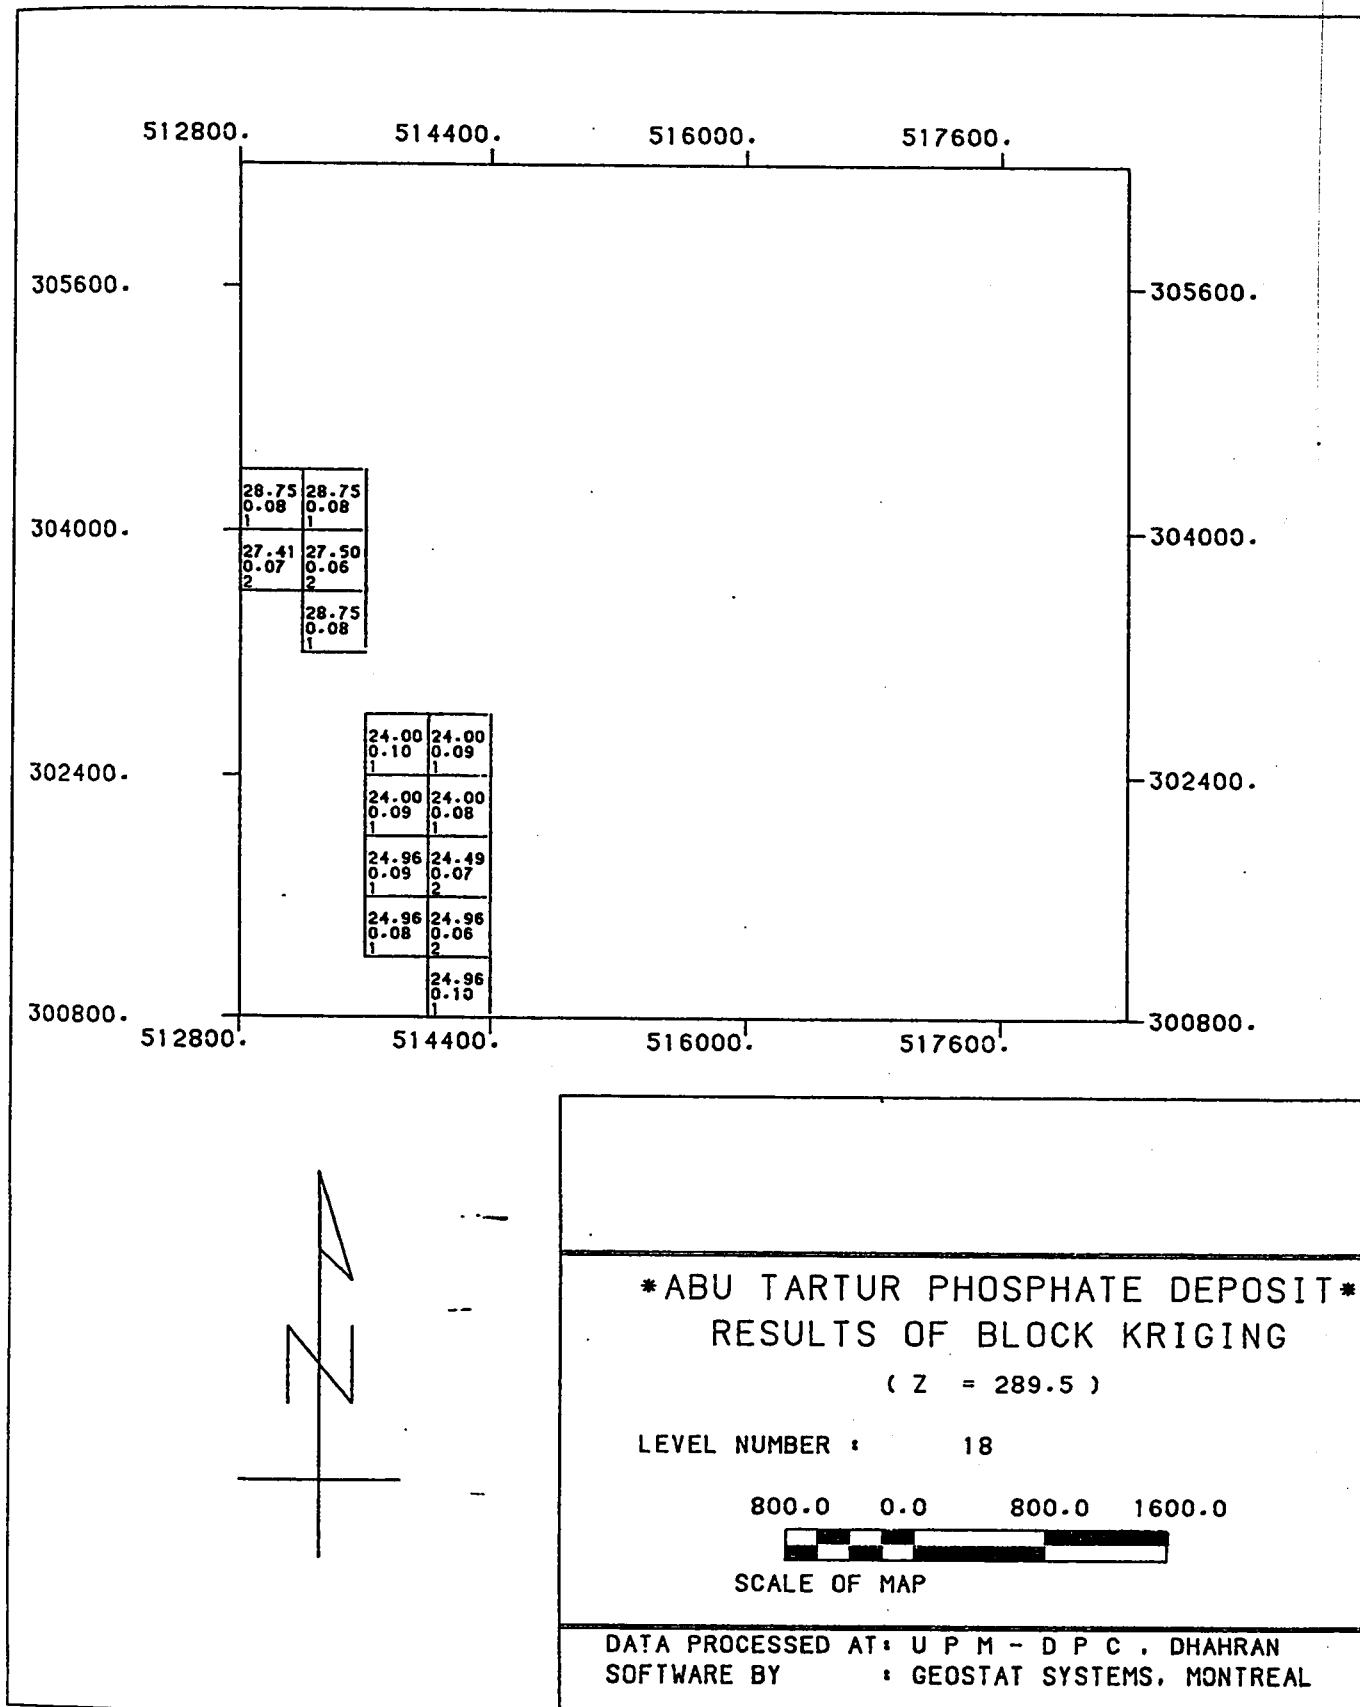 512800. 514400. 516000. 517600.
305600. 305600.
28.75 28.75
0.08 0.08
1 1
304000. 304000.
27.41 27.50
0.07 0.06
2 2
28.75
0.08
1
24.00 24.00
0.10 0.09
1 1
302400. 302400.
24.00 24.00
0.09 0.08
1 1
24.96 24.49
0.09 0.07
1 2
24.96 24.96
0.08 0.06
1 2
24.96
0.10
1
300800. 300800.
512800. 514400. 516000. 517600.
N
*ABU TARTUR PHOSPHATE DEPOSIT*
RESULTS OF BLOCK KRIGING
( Z = 289.5 )
LEVEL NUMBER : 18
800.0 0.0 800.0 1600.0
SCALE OF MAP
DATA PROCESSED AT: U P M - D P C , DHAHRAN
SOFTWARE BY : GEOSTAT SYSTEMS, MONTREAL